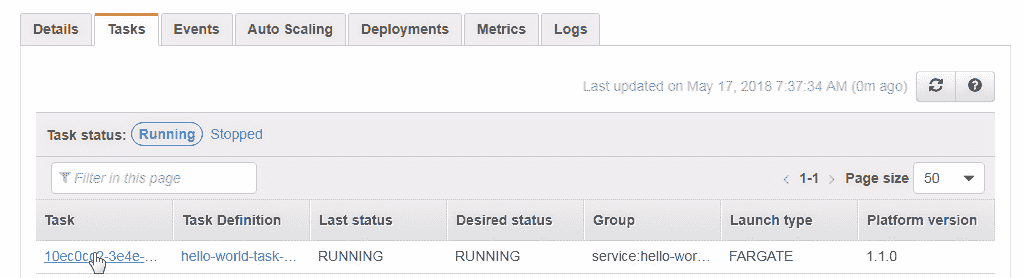 Details Tasks Events Auto Scaling Deployments Metrics Logs
Last updated on May 17, 2018 7:37:34 AM (0m ago)
Task status: Running Stopped
Filter in this page 1-1 Page size 50
Task Task Definition Last status Desired status Group Launch type Platform version
hello-world-task-... RUNNING RUNNING service:hello-wor... FARGATE 1.1.0